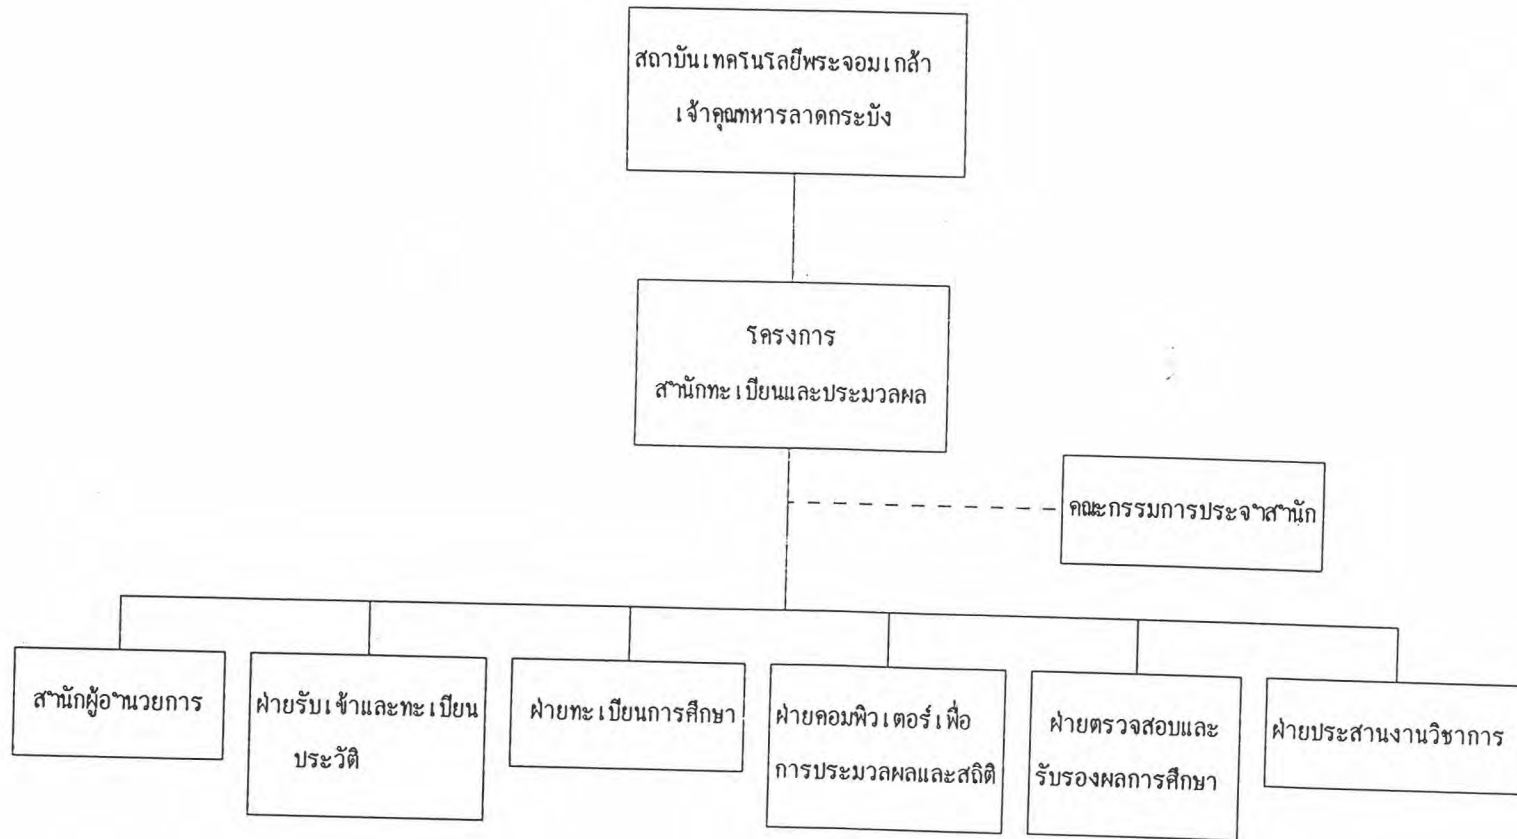 สถาบันเทคโนโลยีพระจอมเกล้า
เจ้าคุณทหารลาดกระบัง
โครงการ
สำนักทะเบียนและประมวลผล
คณะกรรมการประจำสำนัก
สำนักผู้อำนวยการ
ฝ่ายรับเข้าและทะเบียน
ประวัติ
ฝ่ายทะเบียนการศึกษา
ฝ่ายคอมพิวเตอร์เพื่อ
การประมวลผลและสถิติ
ฝ่ายตรวจสอบและ
รับรองผลการศึกษา
ฝ่ายประสานงานวิชาการ